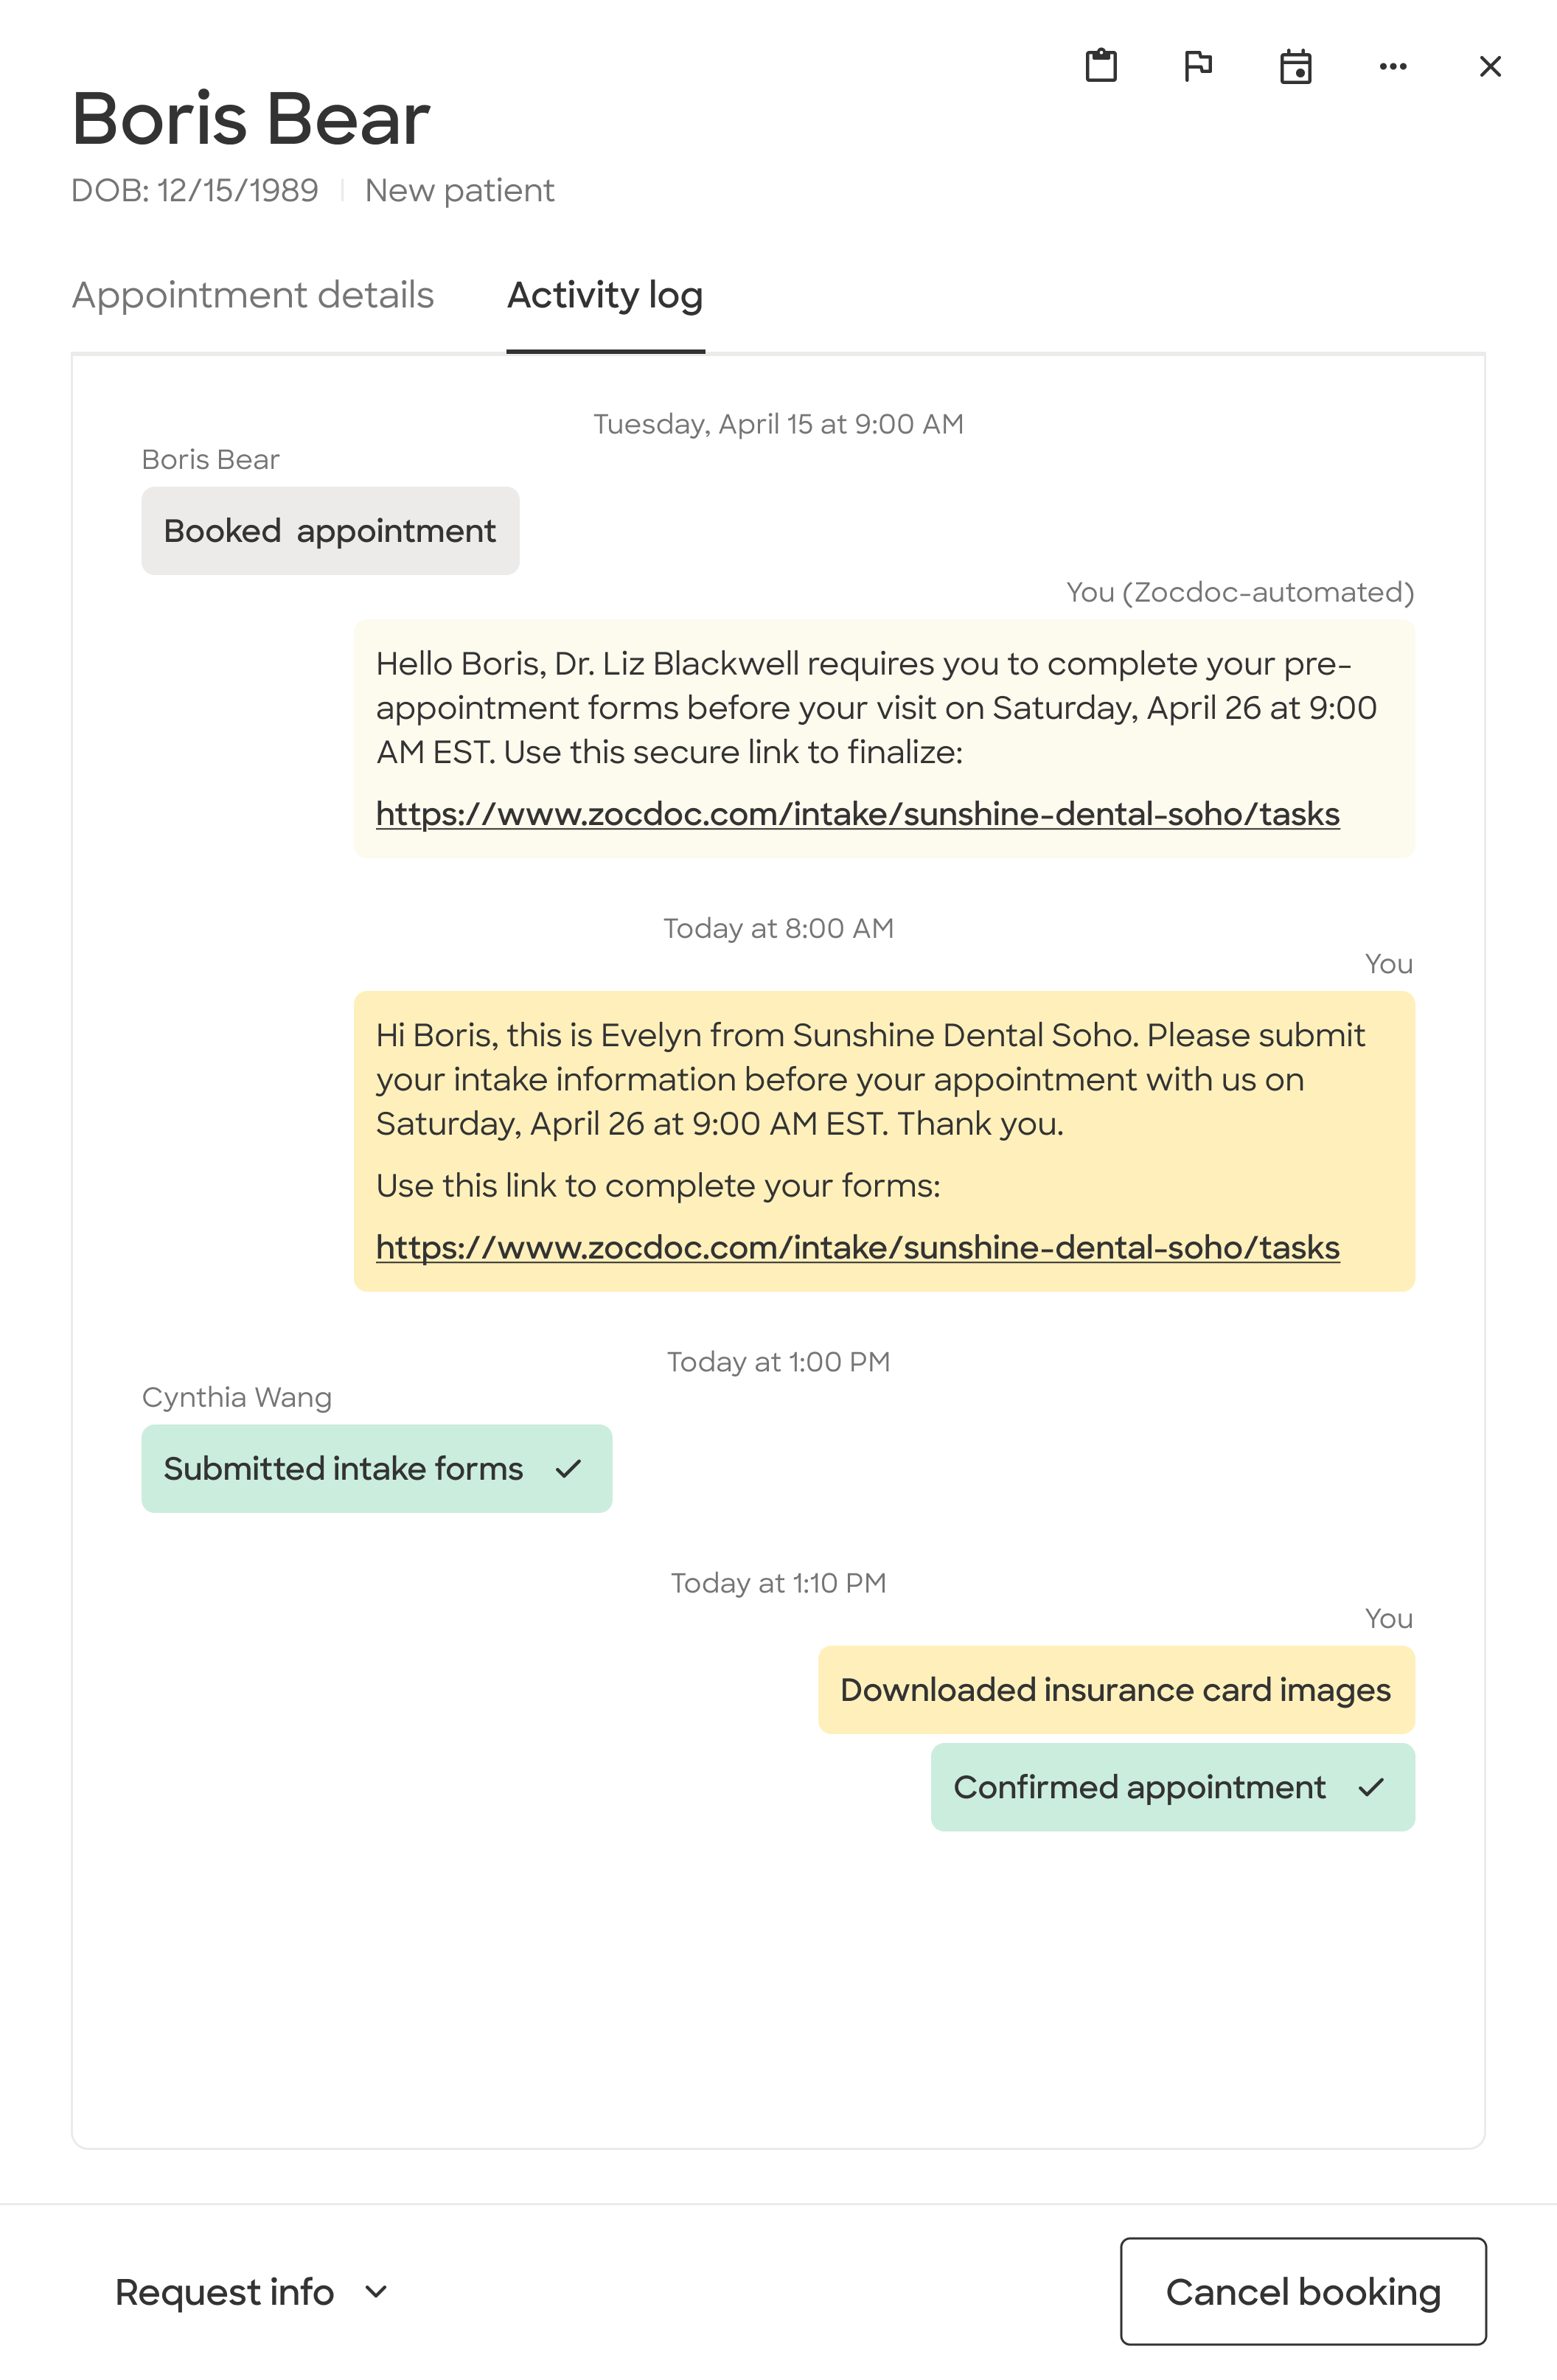 Boris Bear
DOB: 12/15/1989 New patient
Appointment details Activity log
Tuesday, April 15 at 9:00 AM
Boris Bear
Booked appointment
You (Zocdoc-automated)
Hello Boris, Dr. Liz Blackwell requires you to complete your pre-
appointment forms before your visit on Saturday, April 26 at 9:00
AM EST. Use this secure link to finalize:
https://www.zocdoc.com/intake/sunshine-dental-soho/tasks
Today at 8:00 AM
You
Hi Boris, this is Evelyn from Sunshine Dental Soho. Please submit
your intake information before your appointment with us on
Saturday, April 26 at 9:00 AM EST. Thank you.
Use this link to complete your forms:
https://www.zocdoc.com/intake/sunshine-dental-soho/tasks
Today at 1:00 PM
Cynthia Wang
Submitted intake forms
Today at 1:10 PM
You
Downloaded insurance card images
Confirmed appointment
Request info
Cancel booking